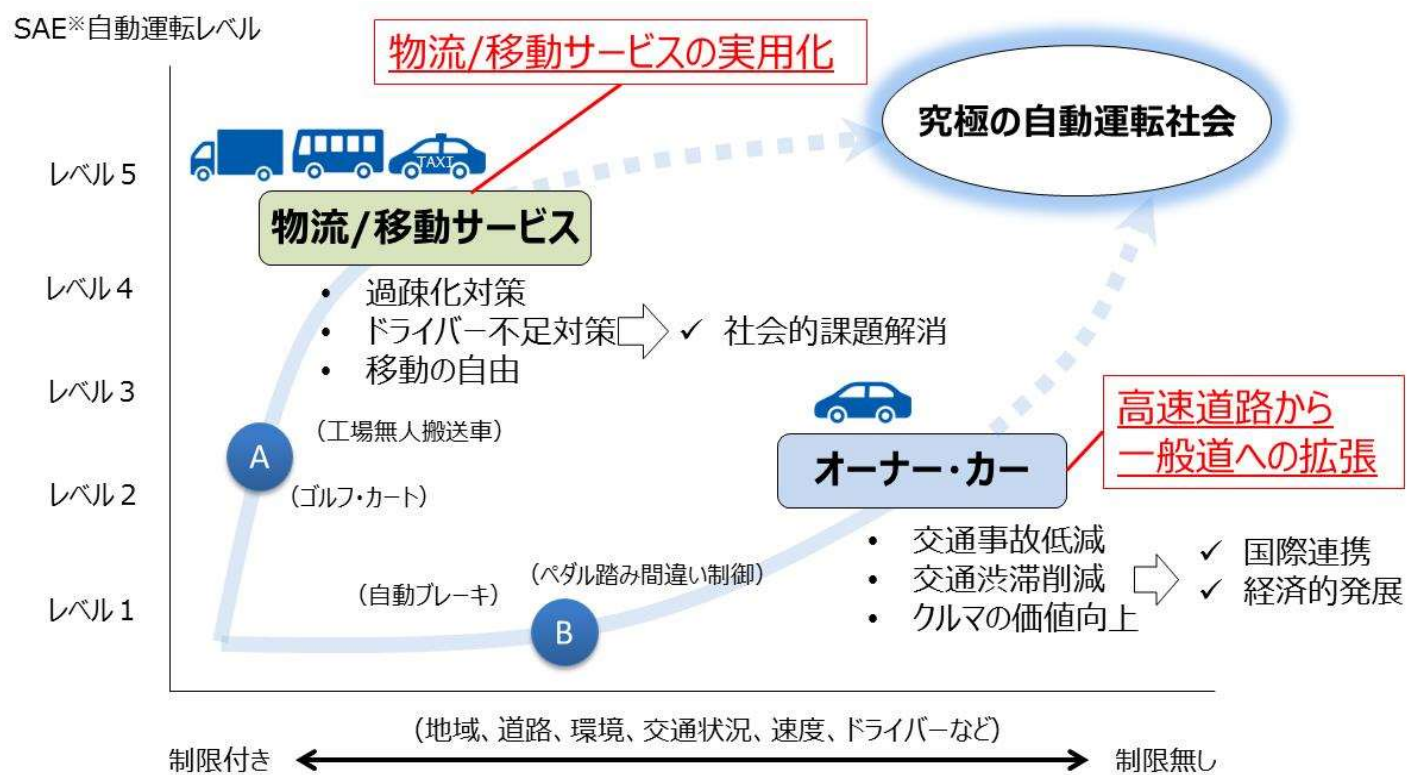 SAE※自動運転レベル
物流/移動サービスの実用化
究極の自動運転社会
レベル5
TAXI
物流/移動サービス
レベル4
• 過疎化対策
• ドライバー不足対策
• 移動の自由
✓ 社会的課題解消
レベル3
高速道路から
一般道への拡張
(工場無人搬送車)
A
オーナー・カー
レベル2
(ゴルフ・カート)
• 交通事故低減
• 交通渋滞削減
• クルマの価値向上
✓ 国際連携
✓ 経済的発展
(ペダル踏み間違い制御)
(自動ブレーキ)
レベル1
B
(地域、道路、環境、交通状況、速度、ドライバーなど)
制限付き
制限無し